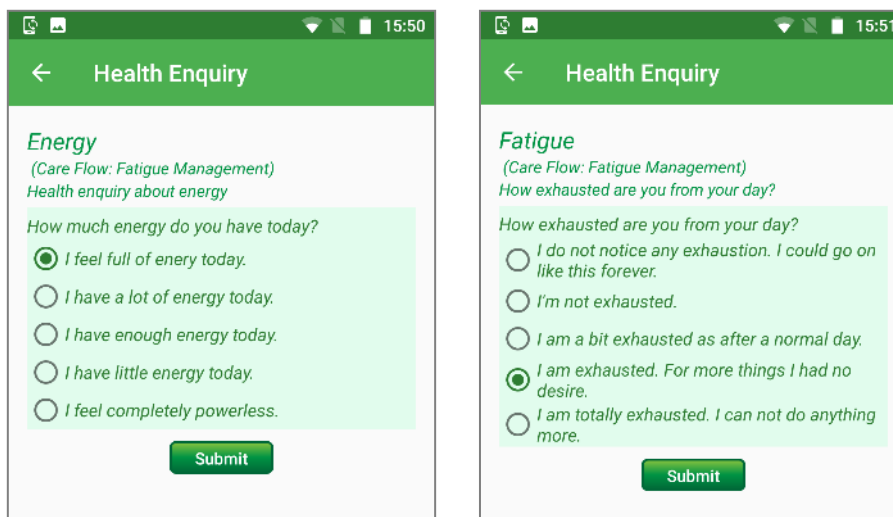 15:50
Health Enquiry
Energy
(Care Flow: Fatigue Management)
Health enquiry about energy
How much energy do you have today?
I feel full of enery today.
I have a lot of energy today.
I have enough energy today.
I have little energy today.
I feel completely powerless.
Submit
15:51
Health Enquiry
Fatigue
(Care Flow: Fatigue Management)
How exhausted are you from your day?
How exhausted are you from your day?
I do not notice any exhaustion. I could go on
like this forever.
I'm not exhausted.
I am a bit exhausted as after a normal day.
I am exhausted. For more things I had no
desire.
I am totally exhausted. I can not do anything
more.
Submit